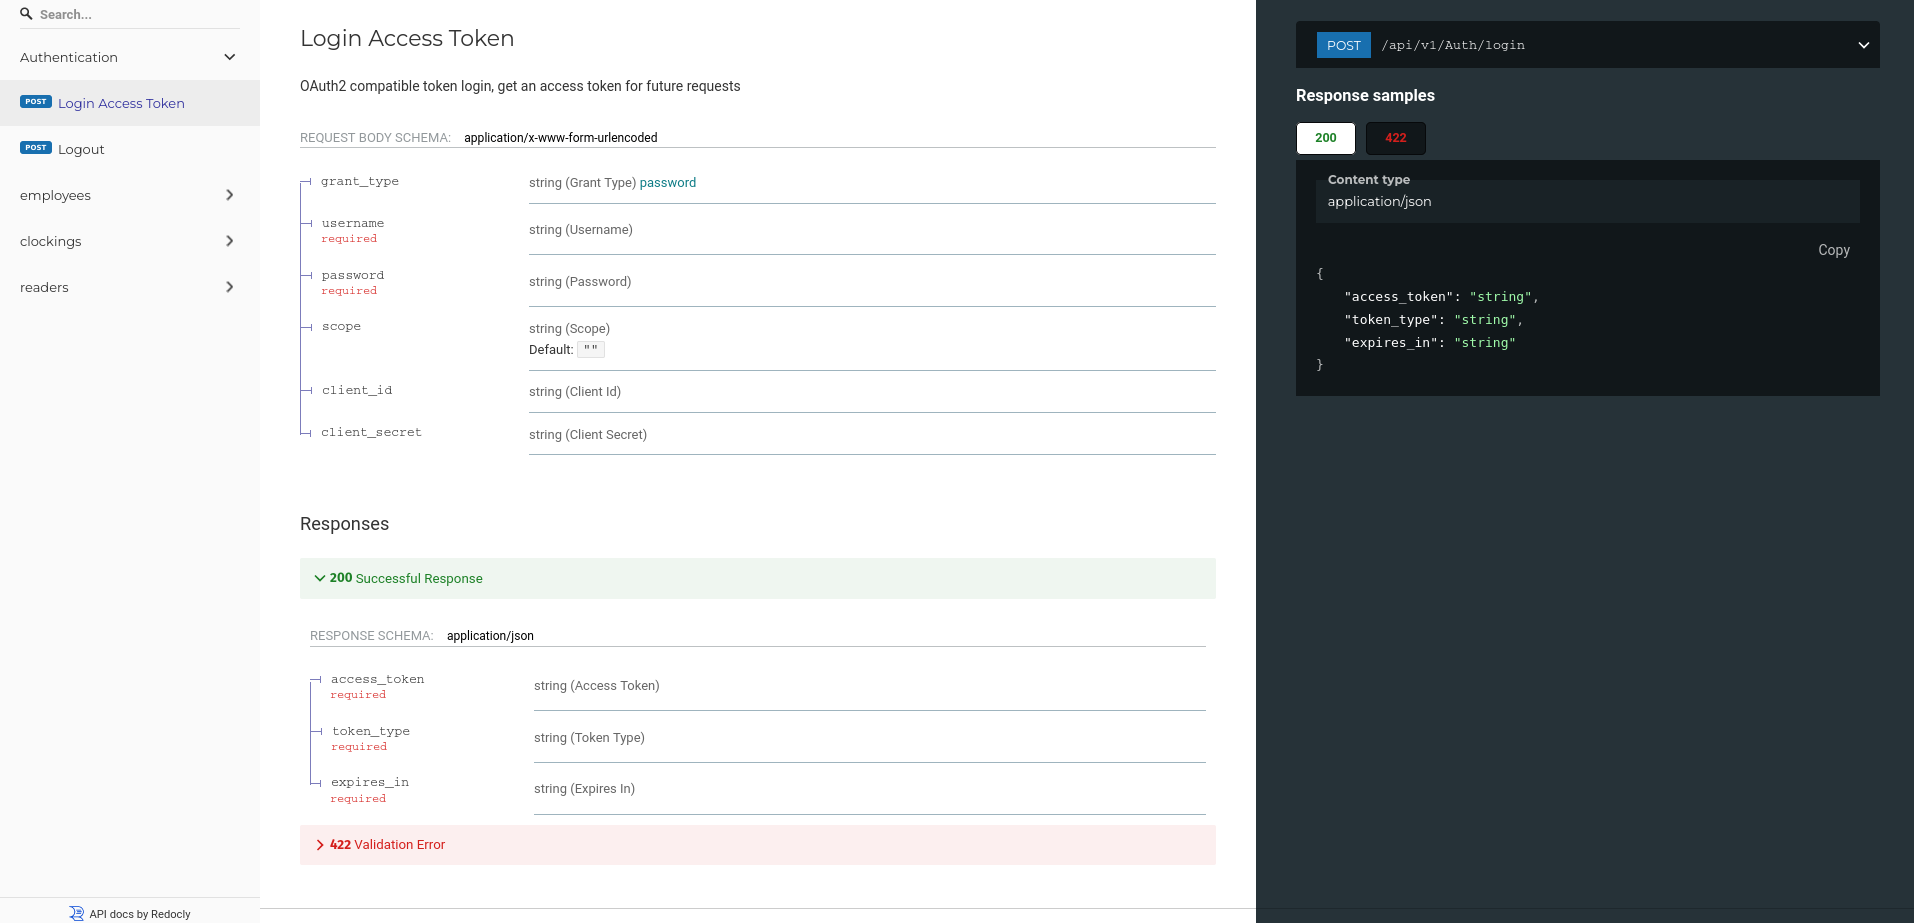 Search...
Authentication
POST Login Access Token
POST Logout
employees
clockings
readers
API docs by Redocly
Login Access Token
OAuth2 compatible token login, get an access token for future requests
REQUEST BODY SCHEMA: application/x-www-form-urlencoded
grant_type string (Grant Type) password
username
required
string (Username)
password
required
string (Password)
scope string (Scope)
Default: ""
client_id string (Client Id)
client_secret string (Client Secret)
Responses
200 Successful Response
RESPONSE SCHEMA: application/json
access_token
required
string (Access Token)
token_type
required
string (Token Type)
expires_in
required
string (Expires In)
422 Validation Error
POST /api/v1/Auth/login
Response samples
200 422
Content type
application/json
Copy
{
"access_token": "string",
"token_type": "string",
"expires_in": "string"
}